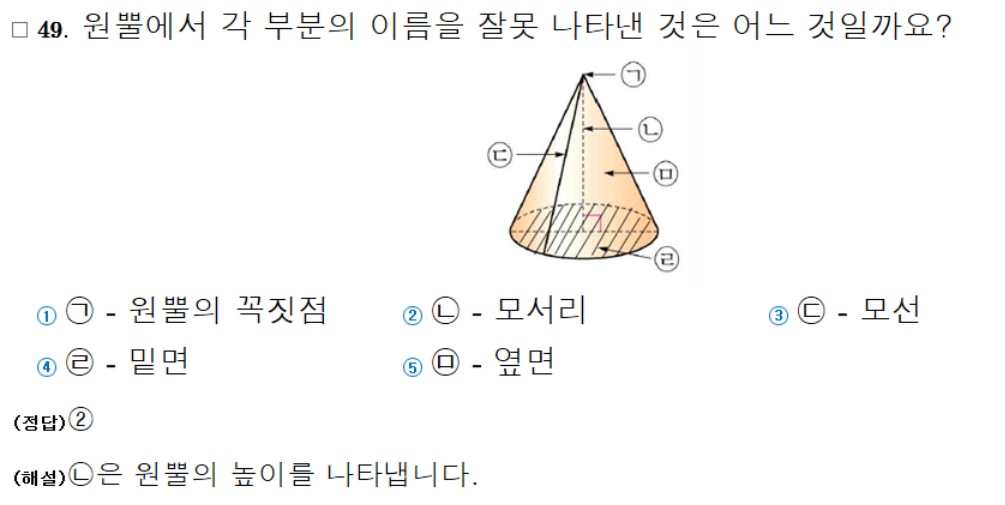 □ 49. 원뿔에서 각 부분의 이름을 잘못 나타낸 것은 어느 것일까요?
㉠
㉡
㉢
㉤
㉣
① ㉠ - 원뿔의 꼭짓점 ② ㉡ - 모서리 ③ ㉢ - 모선
④ ㉣ - 밑면 ⑤ ㉤ - 옆면
(정답)②
(해설)㉡은 원뿔의 높이를 나타냅니다.